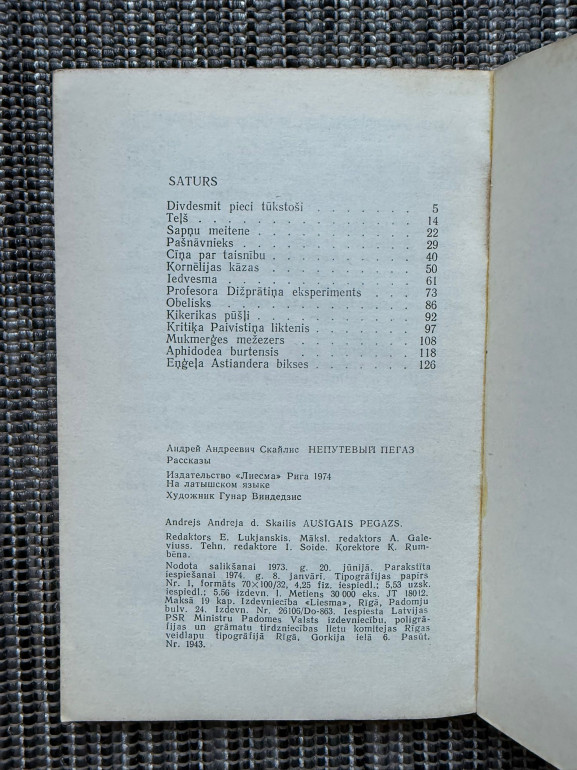 SATURS
Divdesmit pieci tūkstoši . . . . . . . 5
Teļš . . . . . . . . . . . . 14
Sapņu meitene . . . . . . . . . 22
Pašnāvnieks . . . . . . . . . . 29
Cīņa par taisnību . . . . . . . . 40
Kornēlijas kāzas . . . . . . . . . 50
Iedvesma . . . . . . . . . . . 61
Profesora Dižprātiņa eksperiments . . . 73
Obelisks . . . . . . . . . . . 86
Ķikerikas pūšļi . . . . . . . . . 92
Kritiķa Paivistiņa liktenis . . . . . . 97
Mukmerģes mežezers . . . . . . . 108
Aphidodea burtensis . . . . . . . 118
Eņģeļa Astiandera bikses . . . . . . 126
Андрей Андреевич Скайлис НЕПУТЕВЫЙ ПЕГАЗ
Рассказы
Издательство «Лиесма» Рига 1974
На латышском языке
Художник Гунар Виндедзис
Andrejs Andreja d. Skailis AUSIGAIS PEGAZS.
Redaktors E. Lukjanskis. Māksl. redaktors A. Gale-
viuss. Tehn. redaktore I. Soide. Korektore K. Rum-
bēna.
Nodota salikšanai 1973. g. 20. jūnijā. Parakstīta
iespiešanai 1974. g. 8. janvārī. Tipogrāfijas papīrs
Nr. 1, formāts 70×100/32, 4,25 fiz. iespiedl.; 5,53 uzsk.
iespiedl.; 5.56 izdevn. l. Metiens 30 000 eks. JT 18012.
Maksā 19 kap. Izdevniecība «Liesma», Rīgā, Padomju
bulv. 24. Izdevn. Nr. 26106/Do-863. Iespiesta Latvijas
PSR Ministru Padomes Valsts izdevniecību, poligrā-
fijas un grāmatu tirdzniecības lietu komitejas Rīgas
veidlapu tipogrāfijā Rīgā, Gorkija ielā 6. Pasūt.
Nr. 1943.